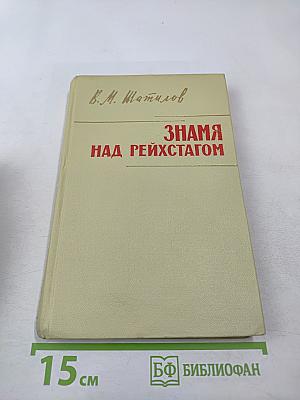 В. М. Шатилов
ЗНАМЯ
НАД РЕЙХСТАГОМ
15 см
БФ БИБЛИОФАН